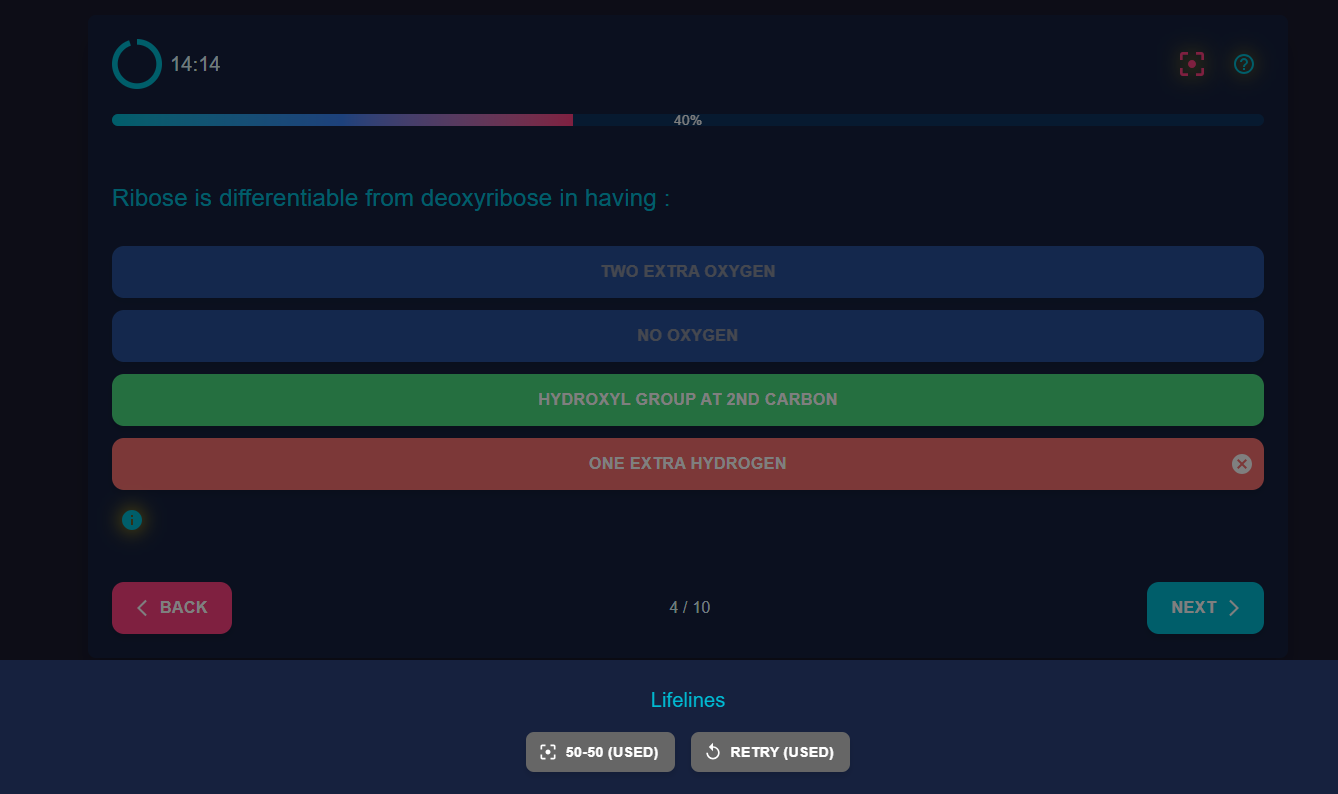 14:14
40%
Ribose is differentiable from deoxyribose in having :
TWO EXTRA OXYGEN
NO OXYGEN
HYDROXYL GROUP AT 2ND CARBON
ONE EXTRA HYDROGEN
BACK
4 / 10
NEXT
Lifelines
50-50 (USED)
RETRY (USED)